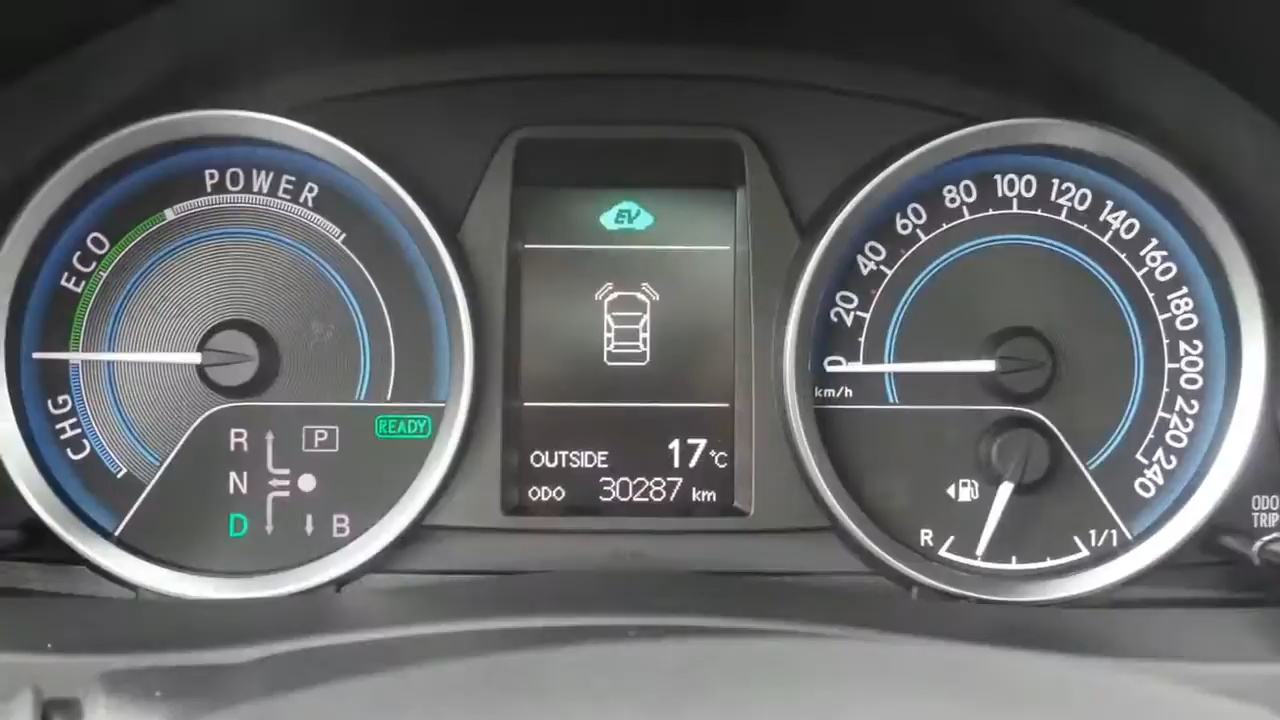 POWER
ECO
CHG
READY
R
P
N
D
B
EV
OUTSIDE 17°C
ODO 30287 km
0
20
40
60
80
100
120
140
160
180
200
220
240
km/h
R
1/1
ODO
TRIP